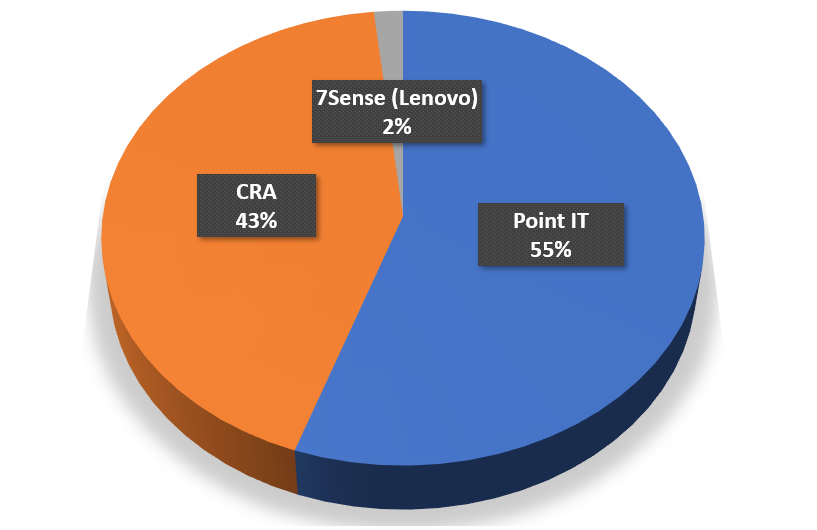 7Sense (Lenovo)
2%
CRA
43%
Point IT
55%